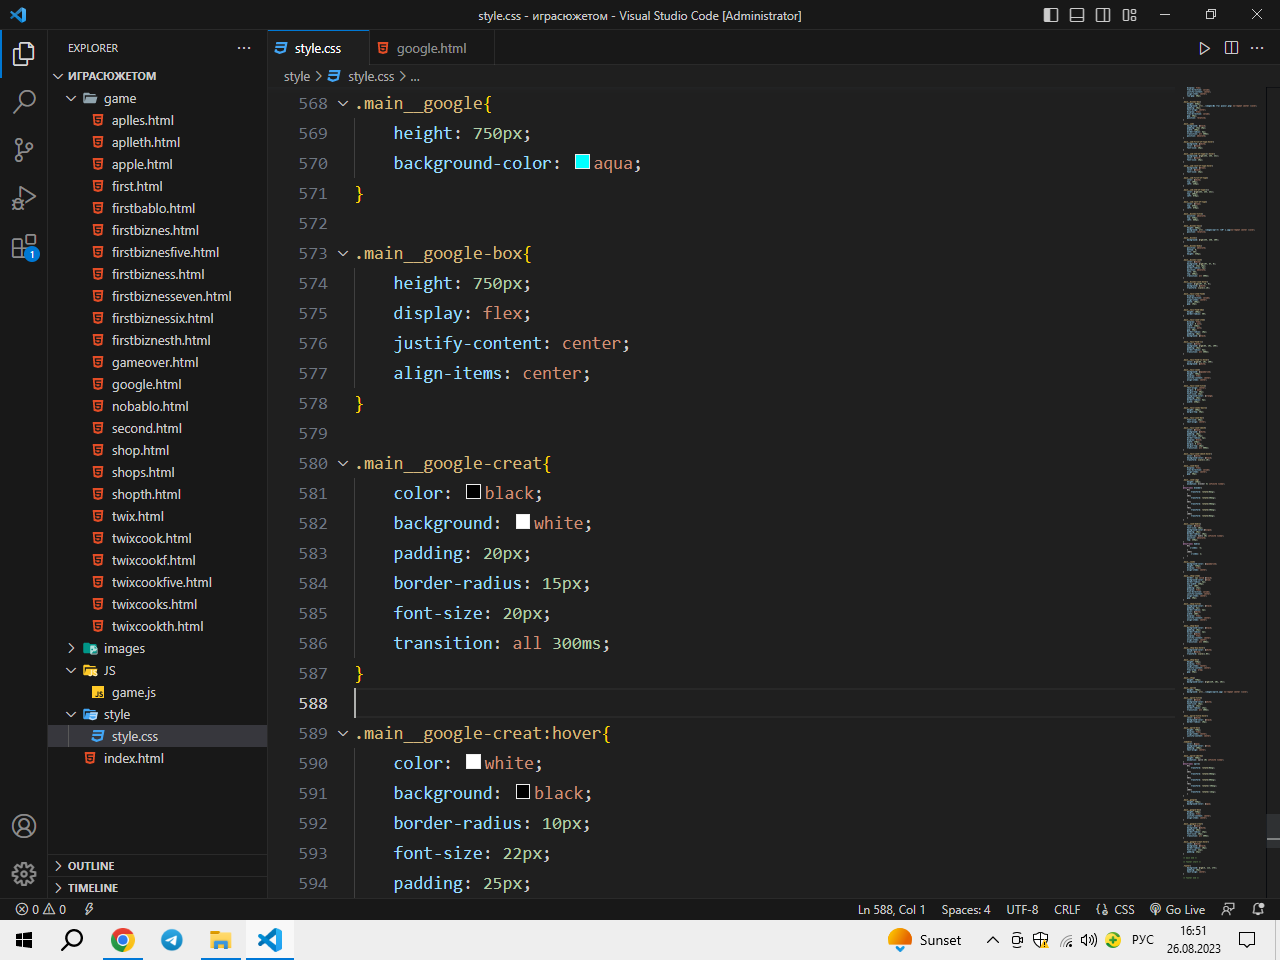 style.css - играсюжетом - Visual Studio Code [Administrator]
EXPLORER
style.css
google.html
ИГРАСЮЖЕТОМ
style > style.css > ...
game
aplles.html
aplleth.html
apple.html
first.html
firstbablo.html
firstbiznes.html
firstbiznesfive.html
firstbizness.html
firstbiznesseven.html
firstbiznessix.html
firstbiznesth.html
gameover.html
google.html
nobablo.html
second.html
shop.html
shops.html
shopth.html
twix.html
twixcook.html
twixcookf.html
twixcookfive.html
twixcooks.html
twixcookth.html
images
JS
game.js
style
style.css
index.html
OUTLINE
TIMELINE
1
568 .main__google{
569 height: 750px;
570 background-color: aqua;
571 }
572
573 .main__google-box{
574 height: 750px;
575 display: flex;
576 justify-content: center;
577 align-items: center;
578 }
579
580 .main__google-creat{
581 color: black;
582 background: white;
583 padding: 20px;
584 border-radius: 15px;
585 font-size: 20px;
586 transition: all 300ms;
587 }
588
589 .main__google-creat:hover{
590 color: white;
591 background: black;
592 border-radius: 10px;
593 font-size: 22px;
594 padding: 25px;
0 0
Ln 588, Col 1
Spaces: 4
UTF-8
CRLF
CSS
Go Live
Sunset
РУС
16:51
26.08.2023